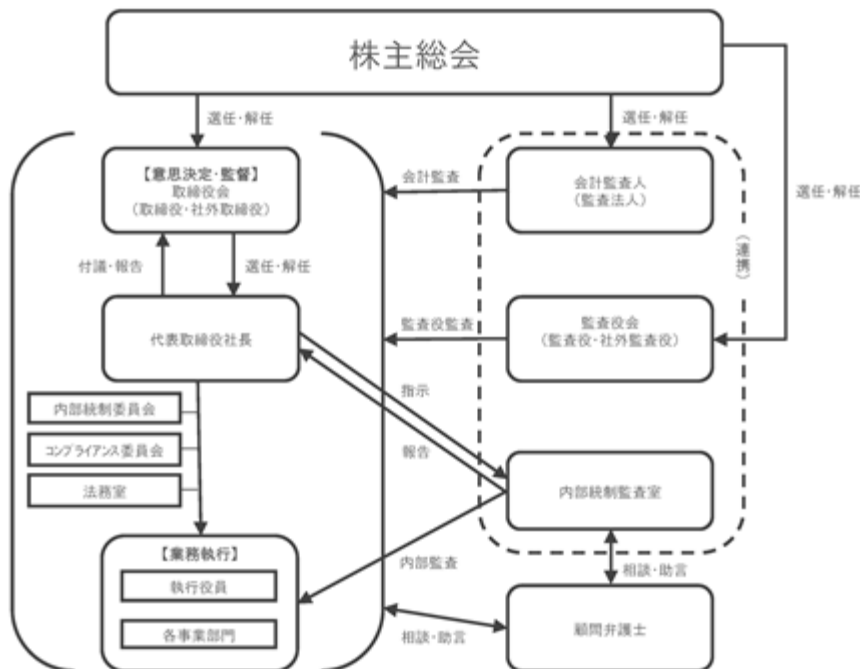 株主総会
選任・解任
選任・解任
選任・解任
【意思決定・監督】
取締役会
（取締役・社外取締役）
会計監査
会計監査人
（監査法人）
（連携）
付議・報告
選任・解任
代表取締役社長
監査役監査
監査役会
（監査役・社外監査役）
指示
報告
内部統制委員会
コンプライアンス委員会
法務室
内部統制監査室
【業務執行】
執行役員
各事業部門
内部監査
相談・助言
相談・助言
顧問弁護士